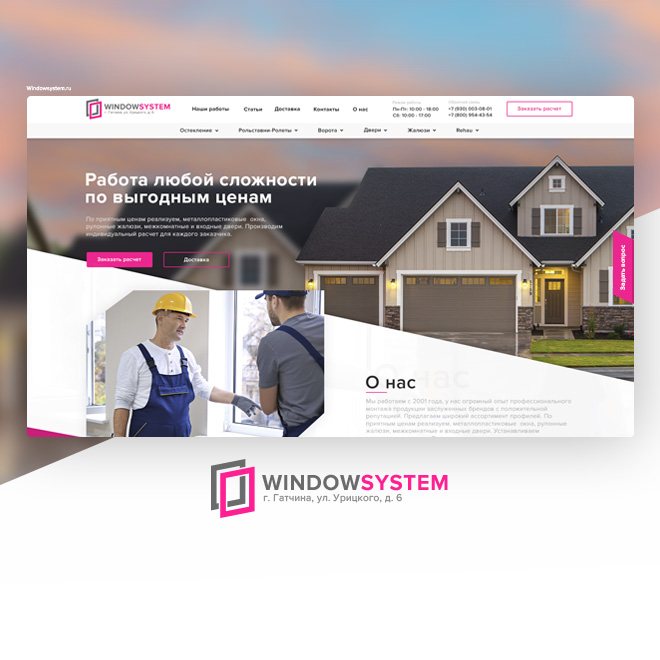 Windowsystem.ru
WINDOWSYSTEM
г. Гатчина, ул. Урицкого, д. 6
Наши работы
Статьи
Доставка
Контакты
О нас
Пн-Пт: 10:00 - 18:00
Сб: 10:00 - 17:00
+7 (930) 003-08-01
+7 (800) 954-43-54
Заказать расчет
Остекление
Рольставни-Ролеты
Ворота
Двери
Жалюзи
Rehau
Работа любой сложности
по выгодным ценам
По приятным ценам реализуем, металлопластиковые окна,
рулонные жалюзи, межкомнатные и входные двери. Производим
индивидуальный расчет для каждого заказчика.
Заказать расчет
Доставка
Задать вопрос
О нас
О нас
Мы работаем с 2001 года, у нас огромный опыт профессионального
монтажа продукции заслуженных брендов с положительной
репутацией. Предлагаем широкий ассортимент профилей. По
приятным ценам реализуем, металлопластиковые окна, рулонные
жалюзи, межкомнатные и входные двери. Устанавливаем
WINDOWSYSTEM
г. Гатчина, ул. Урицкого, д. 6